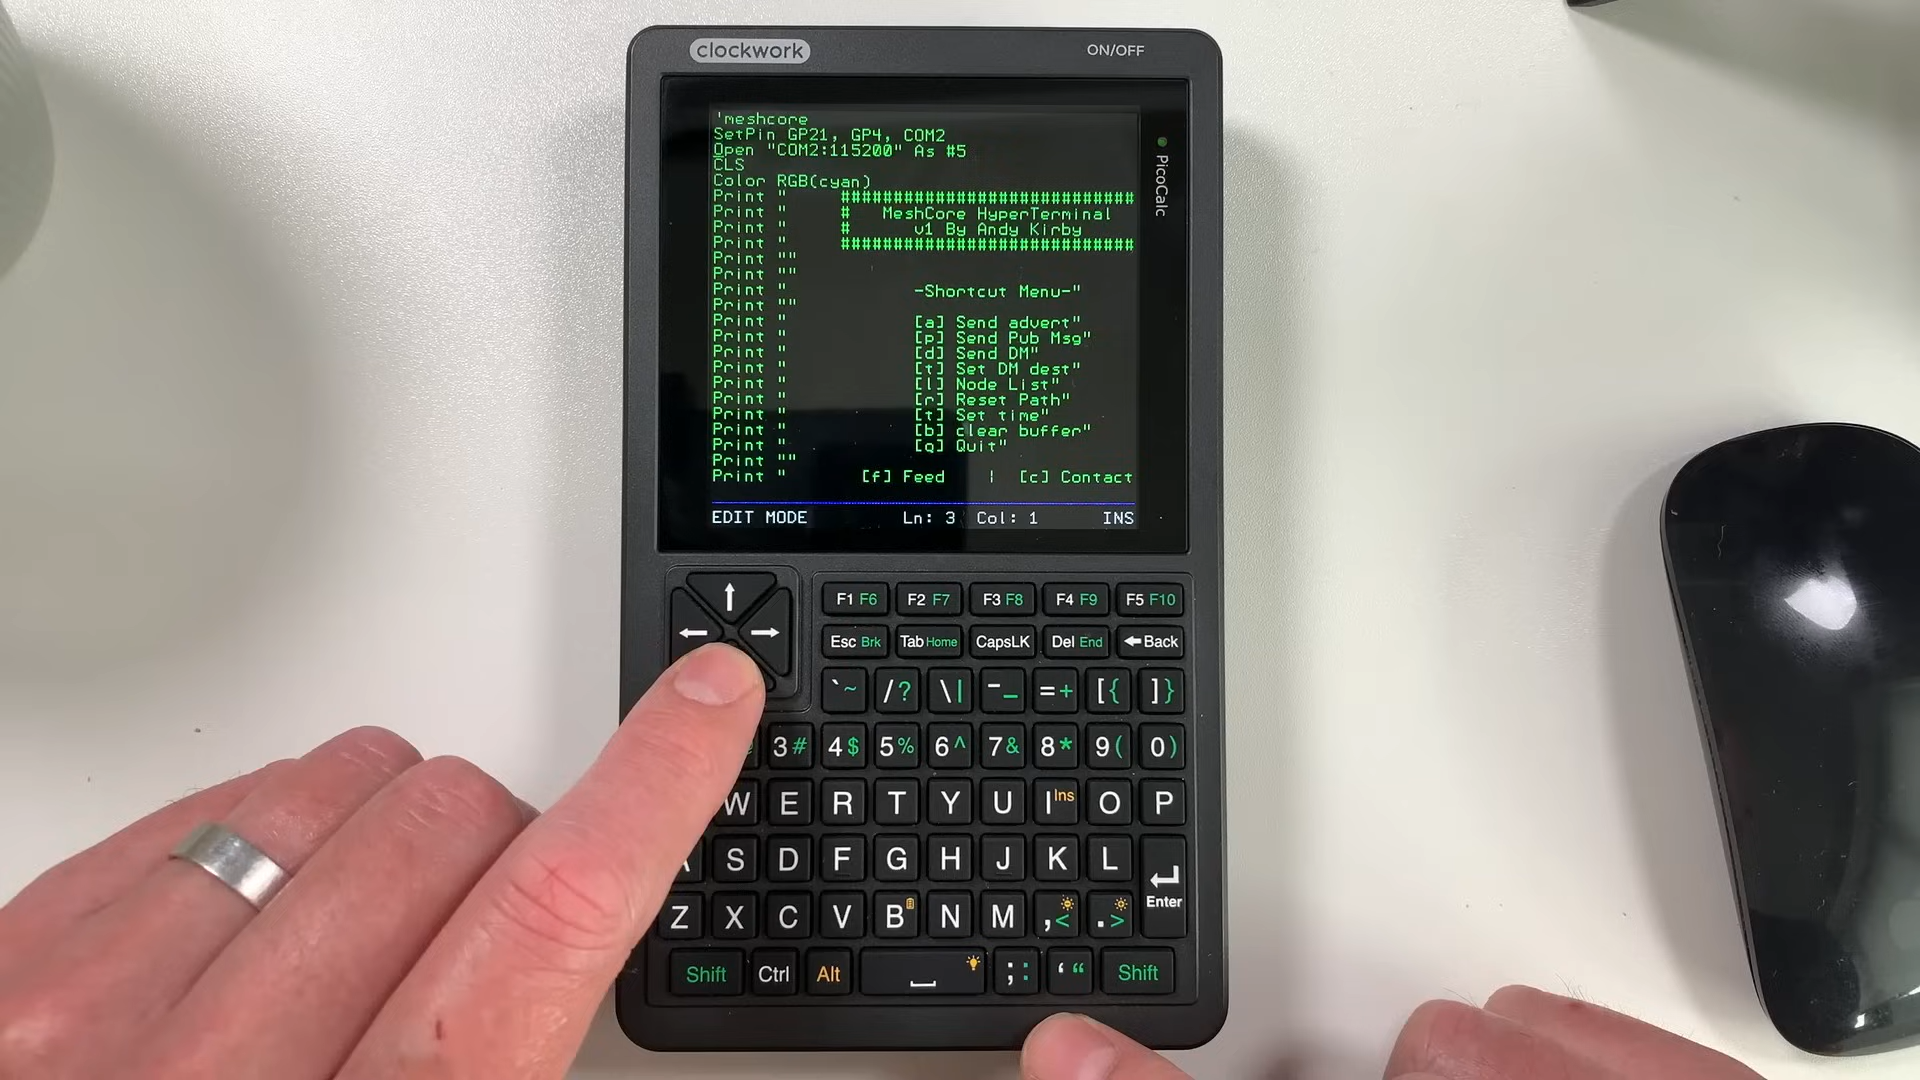 clockwork
ON/OFF
PicoCalc
'meshcore
SetPin GP21, GP4, COM2
Open "COM2:115200" As #5
CLS
Color RGB(cyan)
Print " ############################
Print " # MeshCore HyperTerminal
Print " # v1 By Andy Kirby
Print " ############################
Print ""
Print ""
Print " -Shortcut Menu-"
Print ""
Print " [a] Send advert"
Print " [p] Send Pub Msg"
Print " [d] Send DM"
Print " [t] Set DM dest"
Print " [l] Node List"
Print " [r] Reset Path"
Print " [t] Set time"
Print " [b] clear buffer"
Print " [q] Quit"
Print ""
Print " [f] Feed | [c] Contact
EDIT MODE Ln: 3 Col: 1 INS
F1 F6 F2 F7 F3 F8 F4 F9 F5 F10
Esc Brk Tab Home CapsLK Del End ←Back
`~ /? \| -_ =+ [{ ]}
3# 4$ 5% 6^ 7& 8* 9( 0)
W E R T Y U I Ins O P
A S D F G H J K L
Enter
Z X C V B N M ,< .>
Shift Ctrl Alt ;: '" Shift